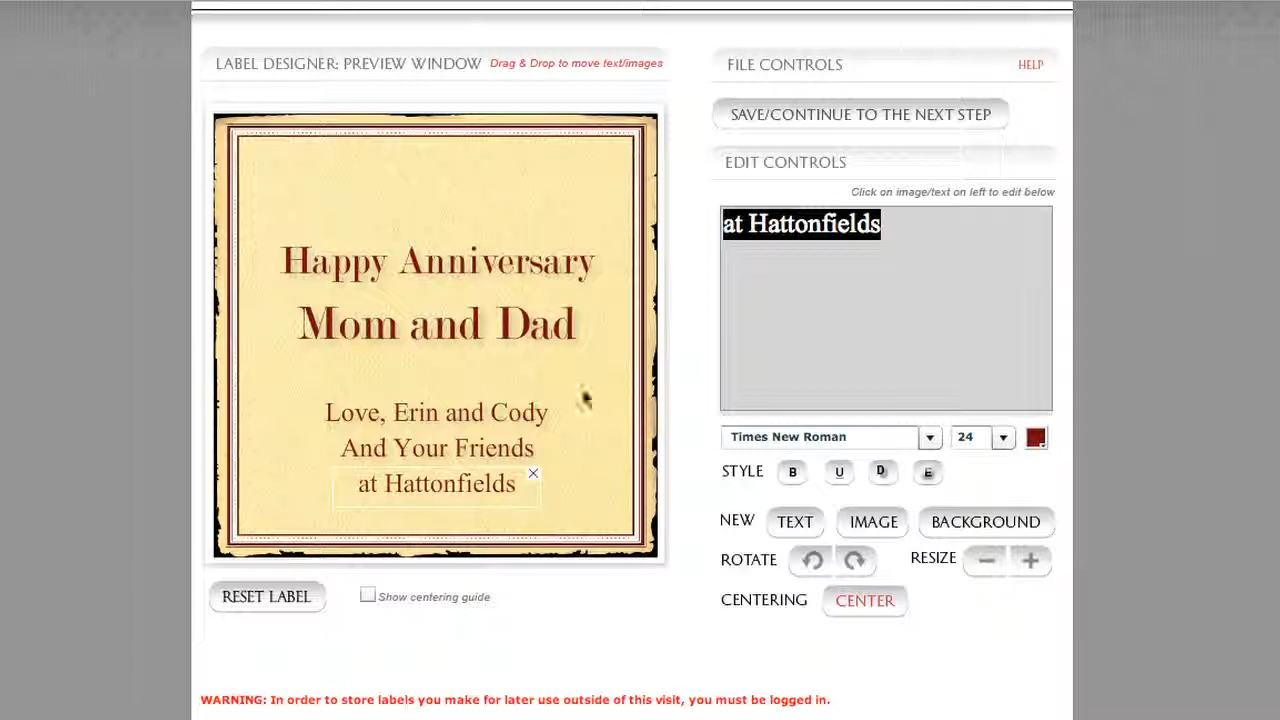 LABEL DESIGNER: PREVIEW WINDOW Drag & Drop to move text/images
Happy Anniversary
Mom and Dad
Love, Erin and Cody
And Your Friends
at Hattonfields
RESET LABEL
Show centering guide
FILE CONTROLS HELP
SAVE/CONTINUE TO THE NEXT STEP
EDIT CONTROLS
Click on image/text on left to edit below
at Hattonfields
Times New Roman 24
STYLE B U D E
NEW TEXT IMAGE BACKGROUND
ROTATE RESIZE − +
CENTERING CENTER
WARNING: In order to store labels you make for later use outside of this visit, you must be logged in.